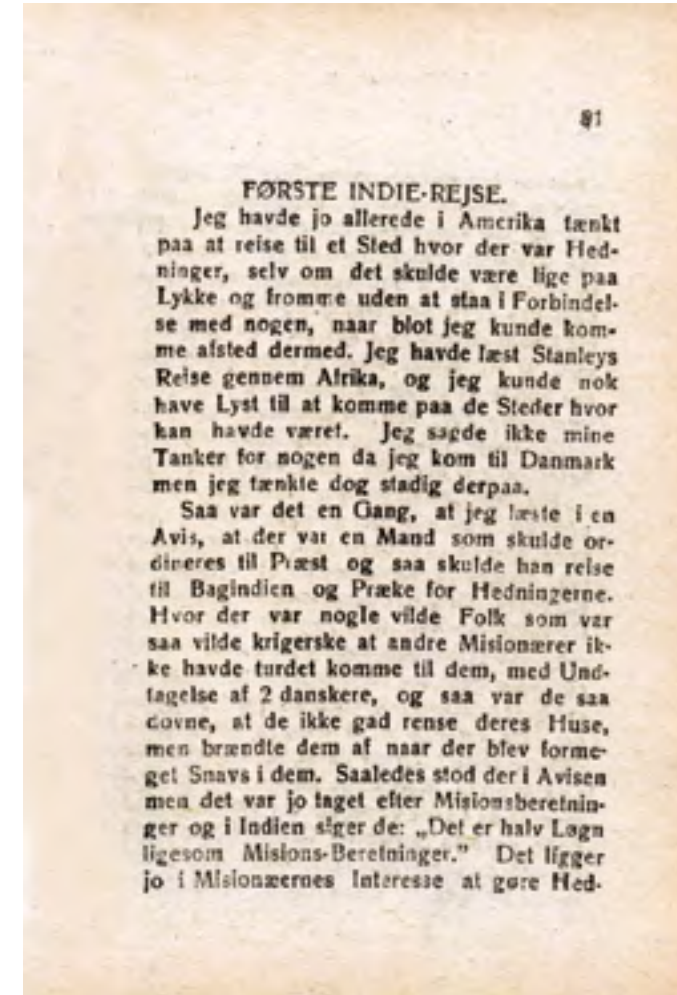 81
FØRSTE INDIE-REJSE.
Jeg havde jo allerede i Amerika tænkt
paa at reise til et Sted hvor der var Hed-
ninger, selv om det skulde være lige paa
Lykke og fromme uden at staa i Forbindel-
se med nogen, naar blot jeg kunde kom-
me afsted dermed. Jeg havde læst Stanleys
Reise gennem Afrika, og jeg kunde nok
have Lyst til at komme paa de Steder hvor
han havde været. Jeg sagde ikke mine
Tanker for nogen da jeg kom til Danmark
men jeg tænkte dog stadig derpaa.
Saa var det en Gang, at jeg læste i en
Avis, at der var en Mand som skulde or-
dineres til Præst og saa skulde han reise
til Bagindien og Præke for Hedningerne.
Hvor der var nogle vilde Folk som var
saa vilde krigerske at andre Misionærer ik-
ke havde turdet komme til dem, med Und-
tagelse af 2 danskere, og saa var de saa
dovne, at de ikke gad rense deres Huse,
men brændte dem af naar der blev forme-
get Snavs i dem. Saaledes stod der i Avisen
men det var jo taget efter Misionsberetnin-
ger og i Indien siger de: „Det er halv Løgn
ligesom Misions-Beretninger.” Det ligger
jo i Misionæernes Interesse at gøre Hed-